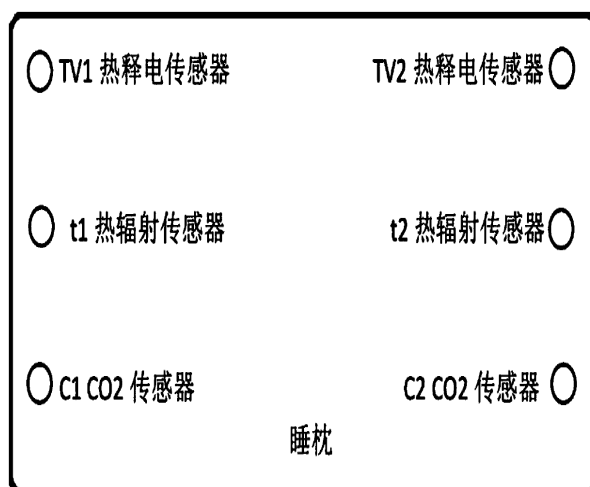 TV1 热释电传感器 TV2 热释电传感器
t1 热辐射传感器 t2 热辐射传感器
C1 CO2 传感器 C2 CO2 传感器
睡枕